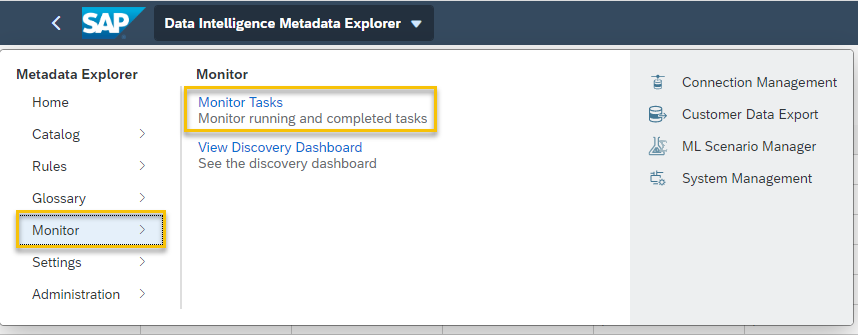 SAP Data Intelligence Metadata Explorer
Metadata Explorer
Home
Catalog
Rules
Glossary
Monitor
Settings
Administration
Monitor
Monitor Tasks
Monitor running and completed tasks
View Discovery Dashboard
See the discovery dashboard
Connection Management
Customer Data Export
ML Scenario Manager
System Management